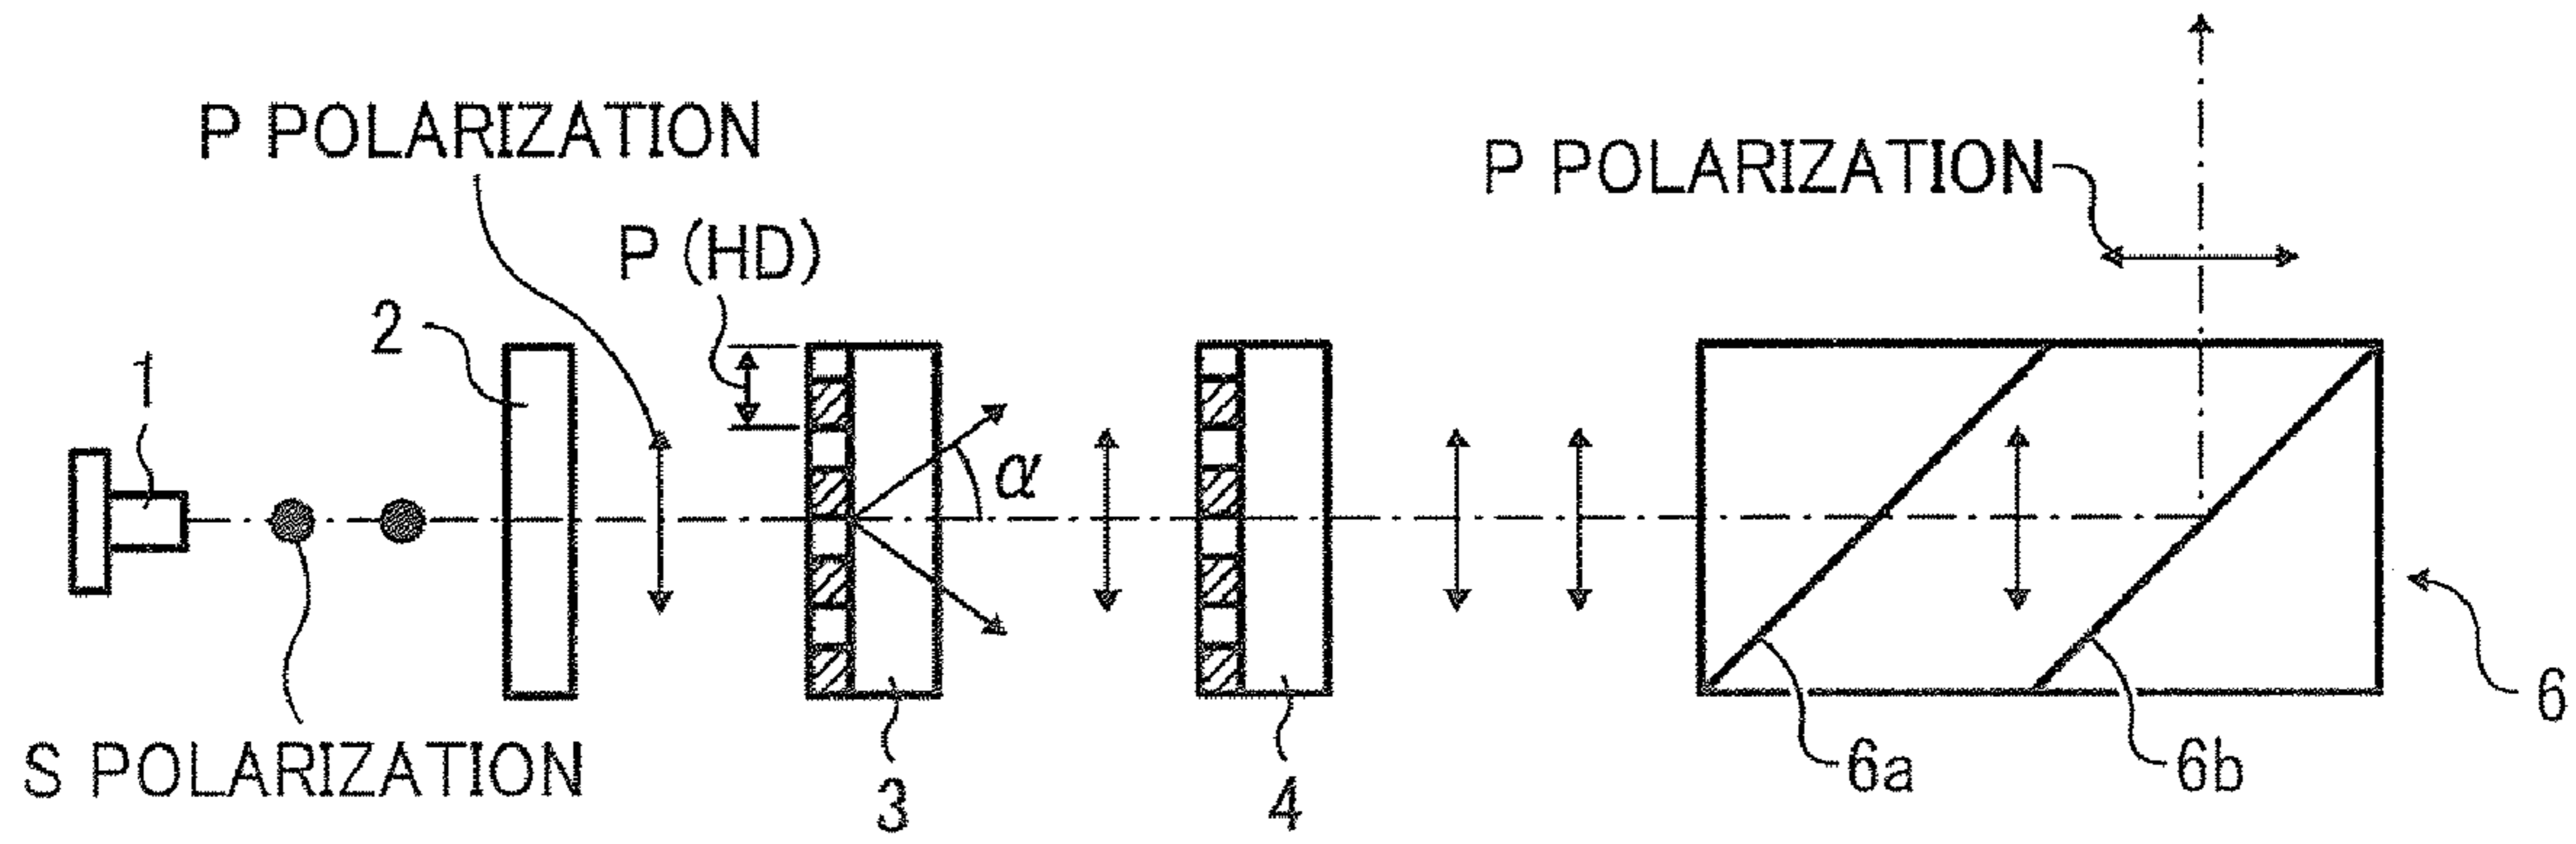 P POLARIZATION
P POLARIZATION
P (HD)
2
1
α
6
S POLARIZATION
3
4
6a
6b